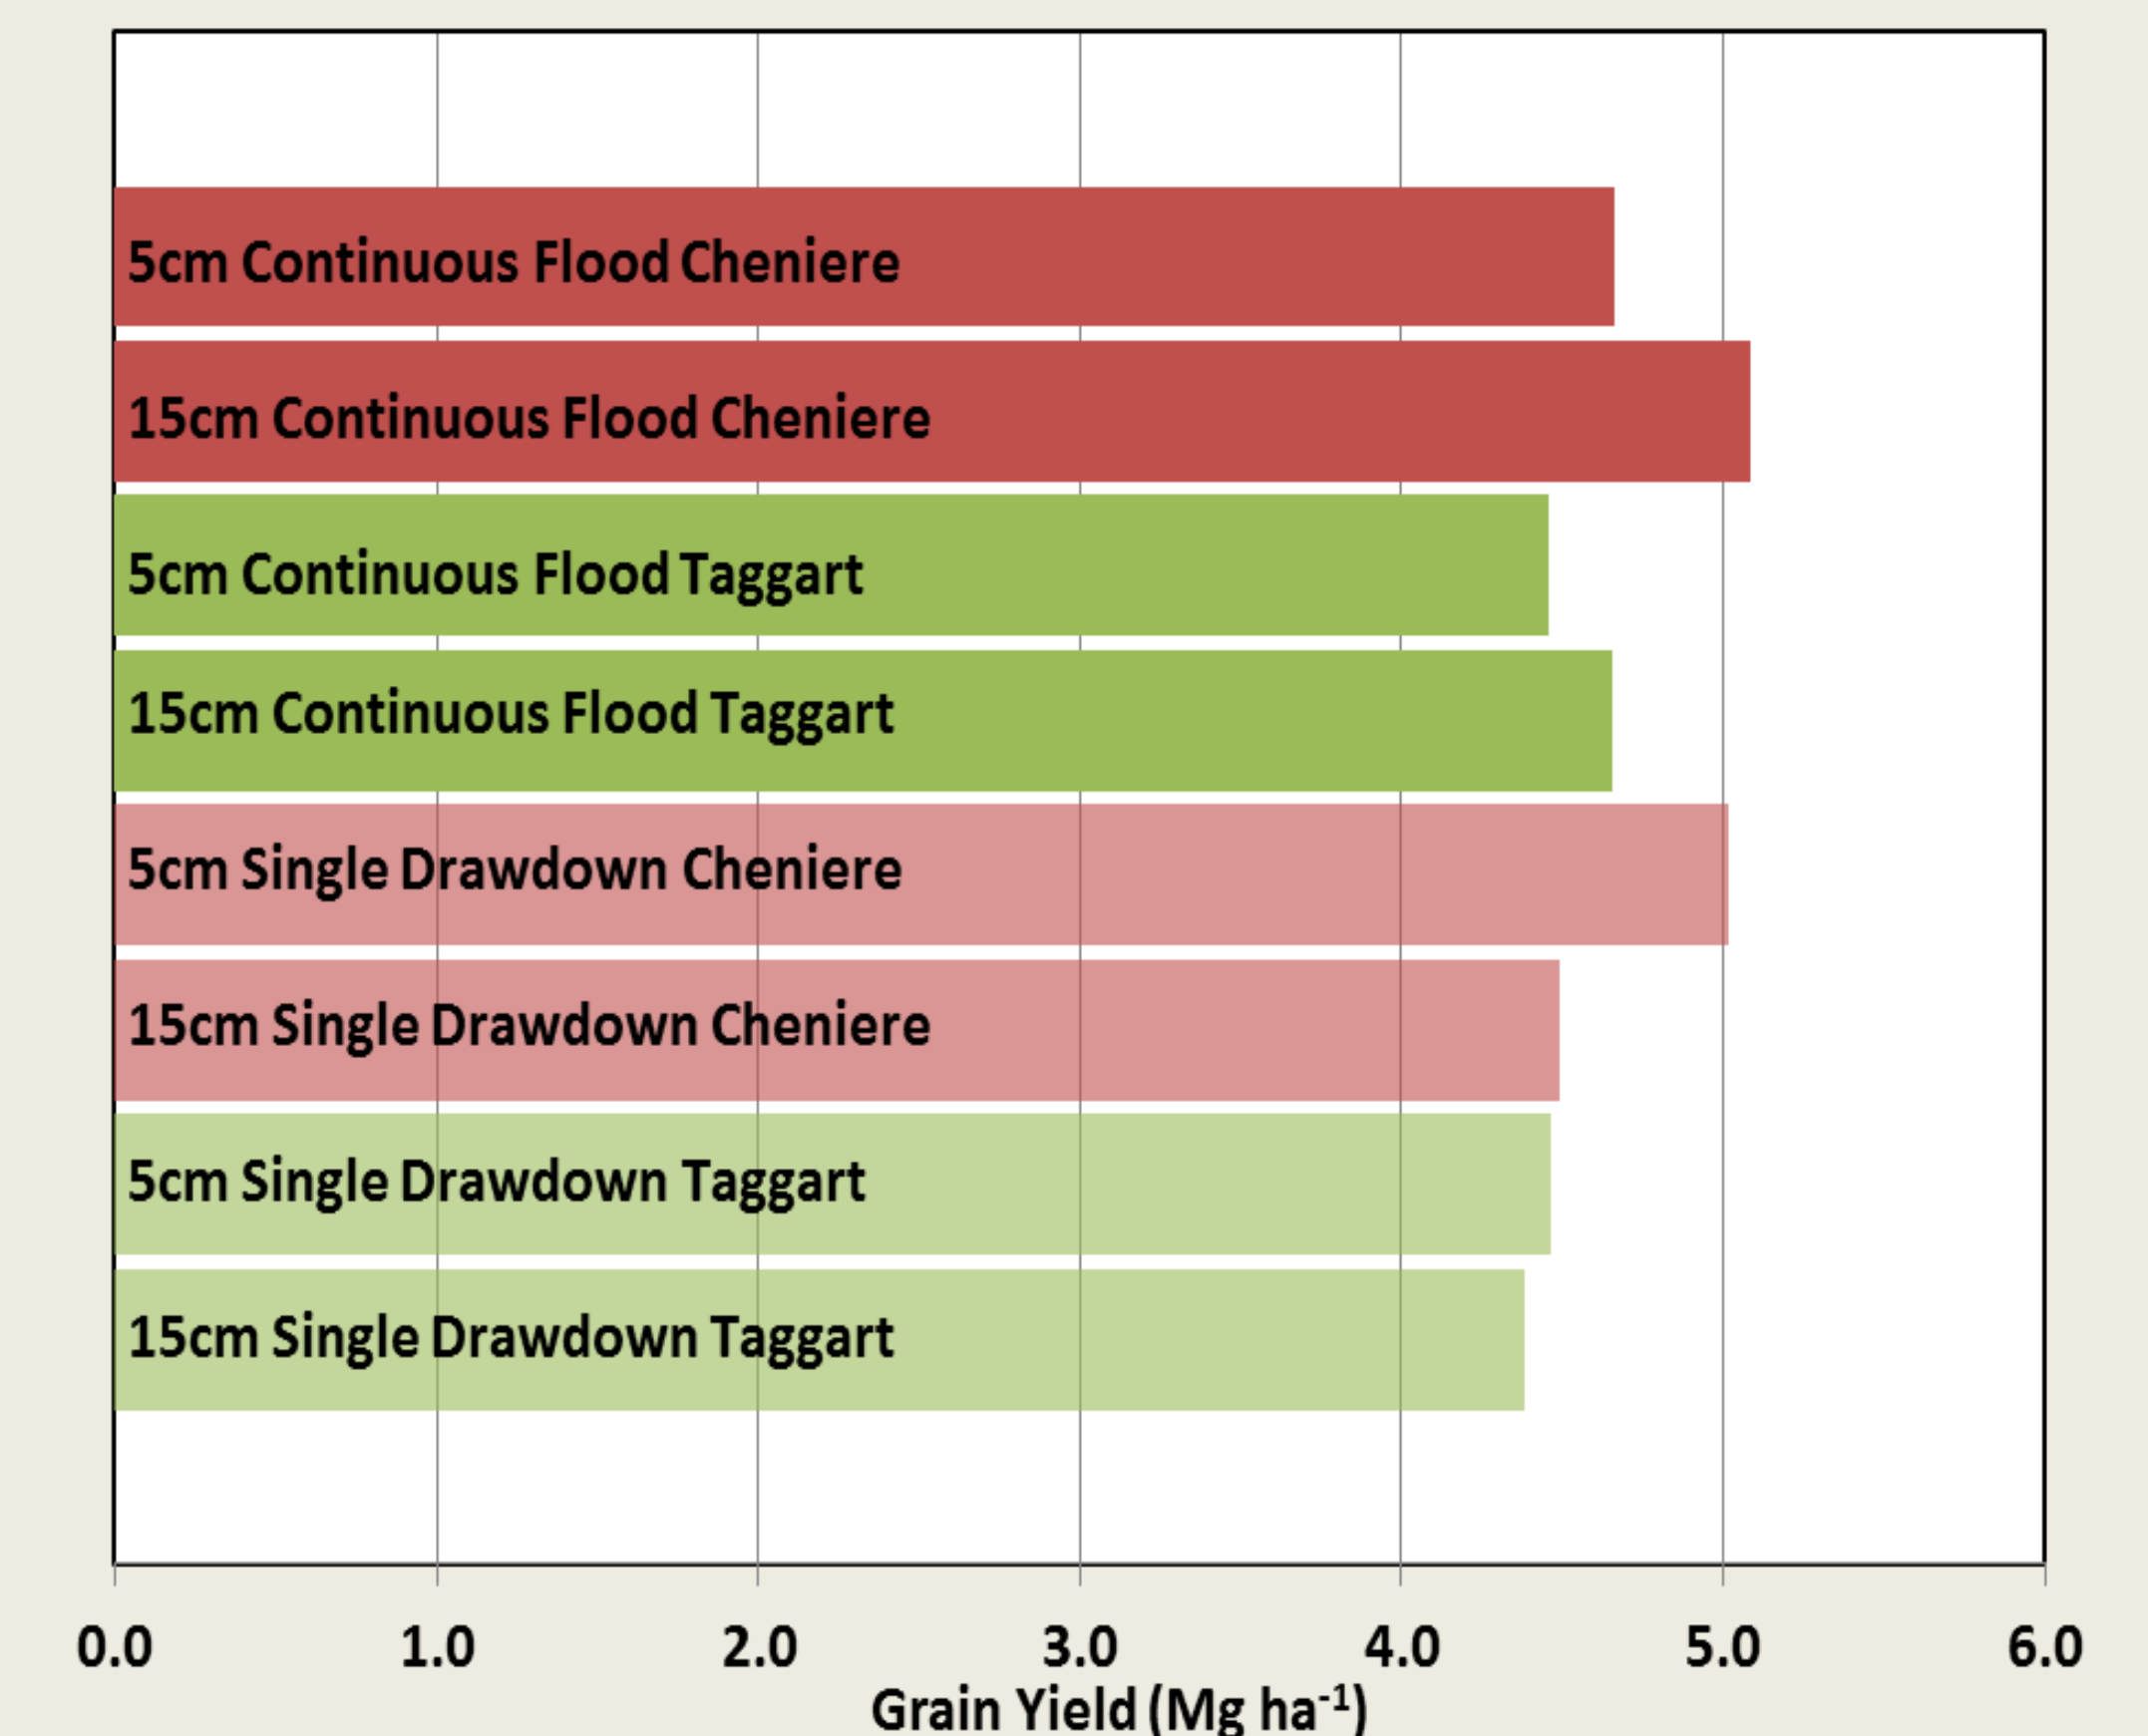 5cm Continuous Flood Cheniere
15cm Continuous Flood Cheniere
5cm Continuous Flood Taggart
15cm Continuous Flood Taggart
5cm Single Drawdown Cheniere
15cm Single Drawdown Cheniere
5cm Single Drawdown Taggart
15cm Single Drawdown Taggart
0.0 1.0 2.0 3.0 4.0 5.0 6.0
Grain Yield (Mg ha⁻¹)